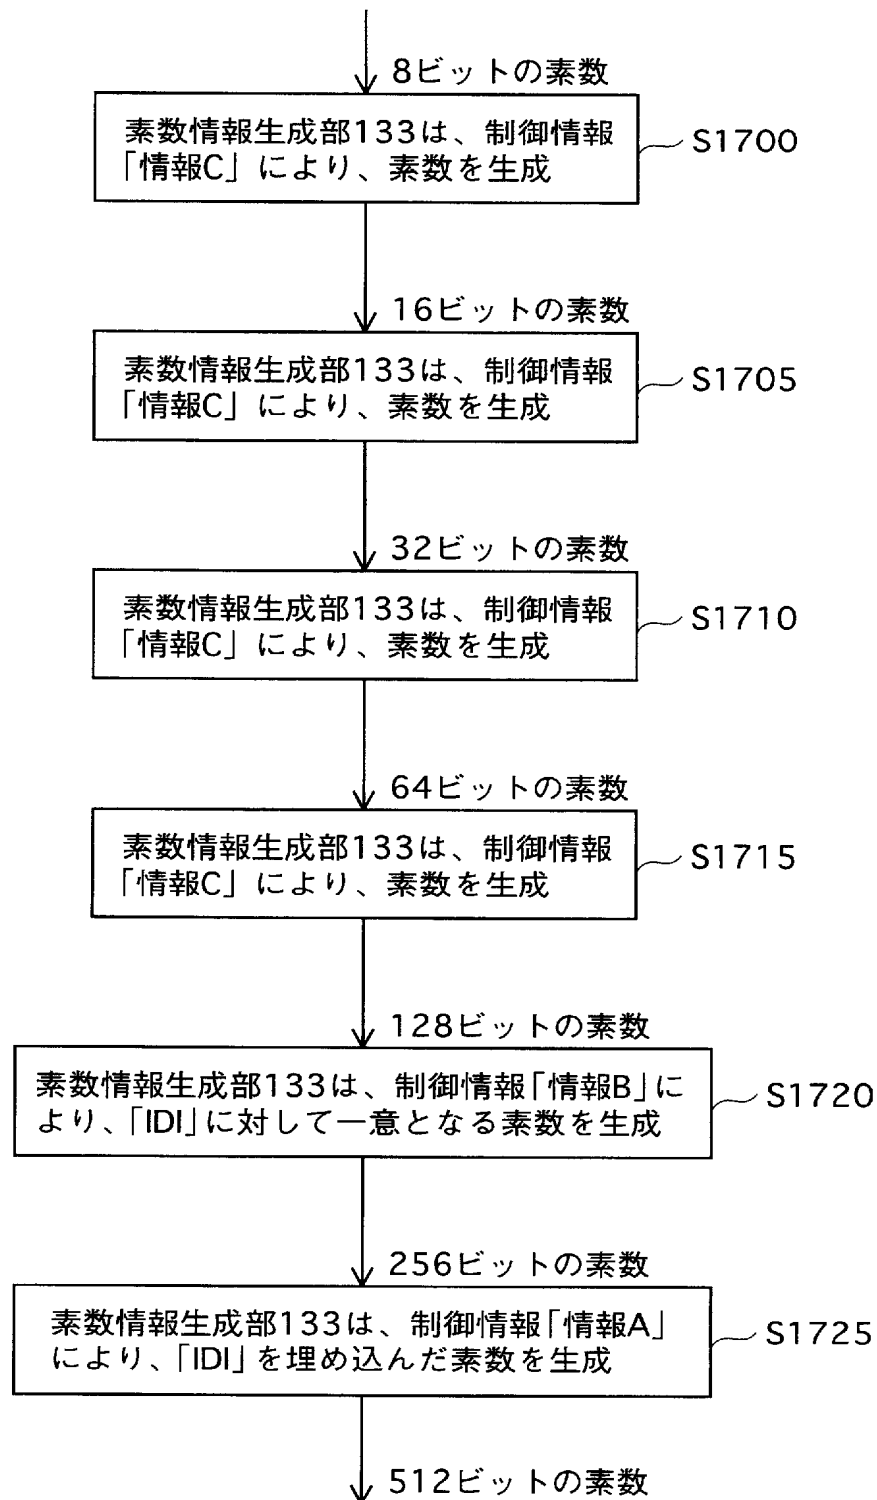 8ビットの素数
素数情報生成部133は、制御情報
「情報C」により、素数を生成
S1700
16ビットの素数
素数情報生成部133は、制御情報
「情報C」により、素数を生成
S1705
32ビットの素数
素数情報生成部133は、制御情報
「情報C」により、素数を生成
S1710
64ビットの素数
素数情報生成部133は、制御情報
「情報C」により、素数を生成
S1715
128ビットの素数
素数情報生成部133は、制御情報「情報B」に
より、「IDI」に対して一意となる素数を生成
S1720
256ビットの素数
素数情報生成部133は、制御情報「情報A」
により、「IDI」を埋め込んだ素数を生成
S1725
512ビットの素数